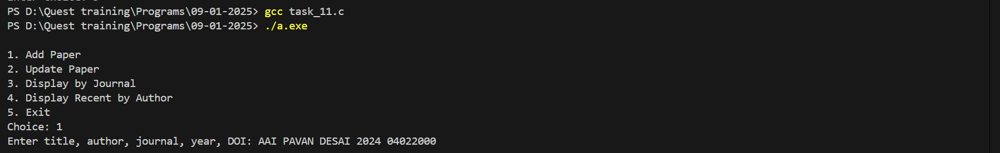 PS D:\Quest training\Programs\09-01-2025> gcc task_11.c
PS D:\Quest training\Programs\09-01-2025> ./a.exe
1. Add Paper
2. Update Paper
3. Display by Journal
4. Display Recent by Author
5. Exit
Choice: 1
Enter title, author, journal, year, DOI: AAI PAVAN DESAI 2024 04022000